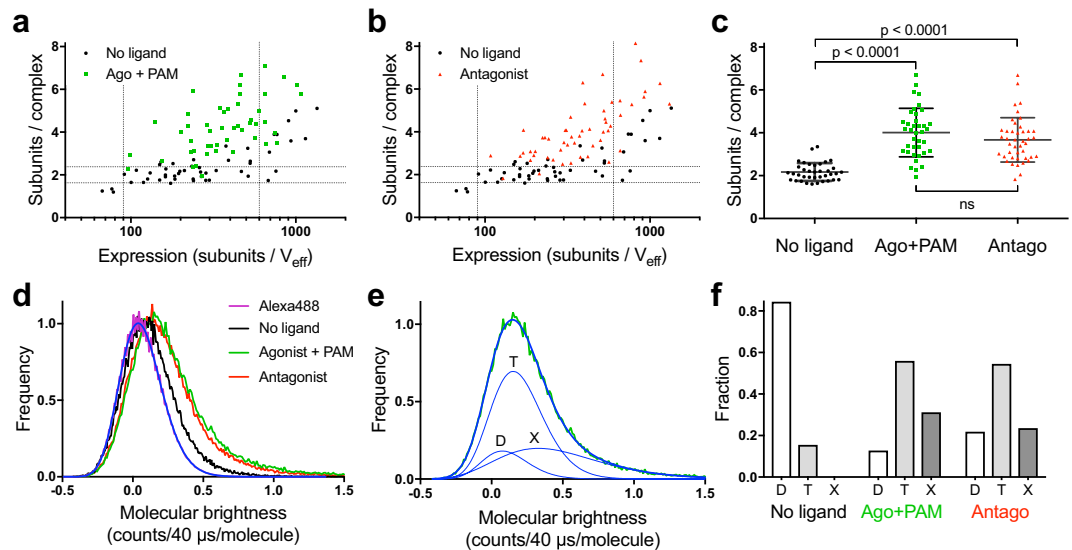 a
No ligand
Ago + PAM
Subunits / complex
8
6
4
2
0
100
1000
Expression (subunits / Veff)
b
No ligand
Antagonist
Subunits / complex
8
6
4
2
0
100
1000
Expression (subunits / Veff)
c
p < 0.0001
p < 0.0001
Subunits / complex
6
4
2
0
ns
No ligand
Ago+PAM
Antago
d
Alexa488
No ligand
Agonist + PAM
Antagonist
Frequency
1.0
0.5
0.0
-0.5
0.0
0.5
1.0
1.5
Molecular brightness
(counts/40 µs/molecule)
e
T
D
X
Frequency
1.0
0.5
0.0
-0.5
0.0
0.5
1.0
1.5
Molecular brightness
(counts/40 µs/molecule)
f
Fraction
0.8
0.6
0.4
0.2
0.0
D T X
D T X
D T X
No ligand
Ago+PAM
Antago